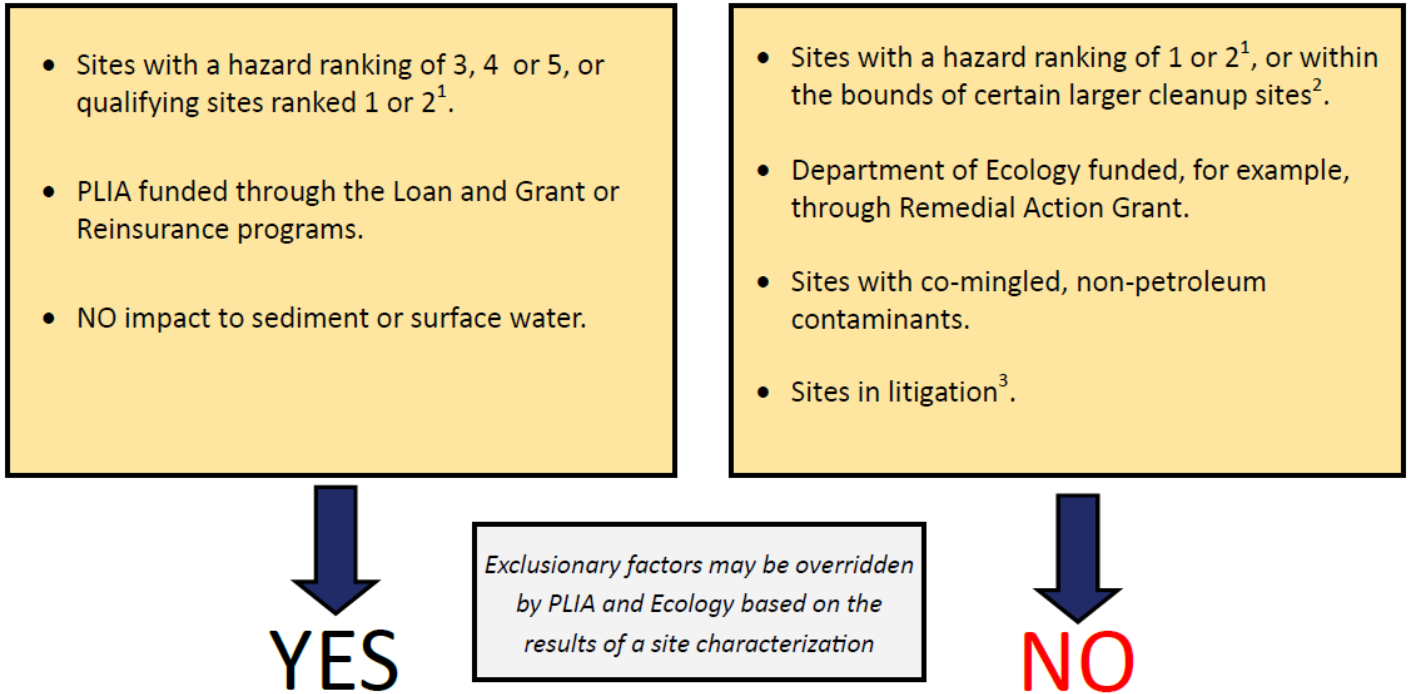 • Sites with a hazard ranking of 3, 4 or 5, or
qualifying sites ranked 1 or 2¹.
• PLIA funded through the Loan and Grant or
Reinsurance programs.
• NO impact to sediment or surface water.
• Sites with a hazard ranking of 1 or 2¹, or within
the bounds of certain larger cleanup sites².
• Department of Ecology funded, for example,
through Remedial Action Grant.
• Sites with co-mingled, non-petroleum
contaminants.
• Sites in litigation³.
Exclusionary factors may be overridden
by PLIA and Ecology based on the
results of a site characterization
YES
NO